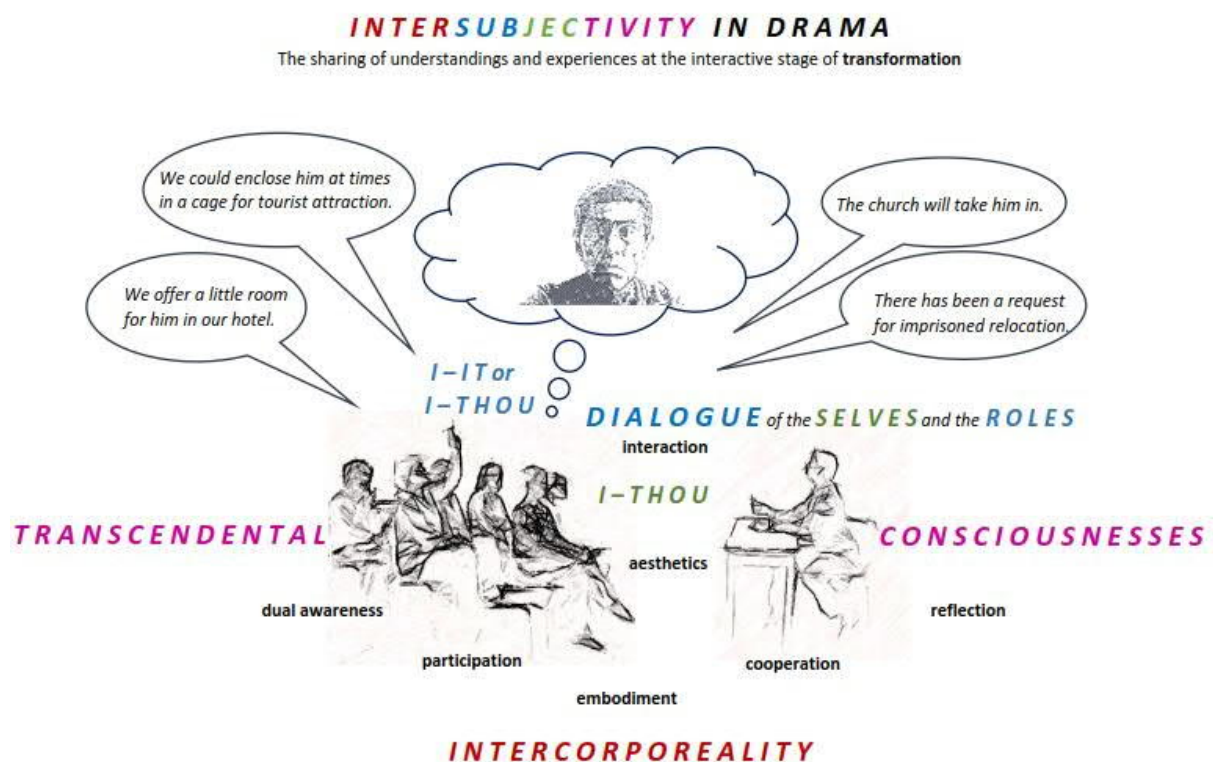 INTERSUBJECTIVITY IN DRAMA
The sharing of understandings and experiences at the interactive stage of transformation
We could enclose him at times
in a cage for tourist attraction.
The church will take him in.
We offer a little room
for him in our hotel.
There has been a request
for imprisoned relocation.
I – IT or
I – THOU
DIALOGUE of the SELVES and the ROLES
interaction
I – THOU
TRANSCENDENTAL
CONSCIOUSNESSES
aesthetics
dual awareness
reflection
participation
cooperation
embodiment
INTERCORPOREALITY